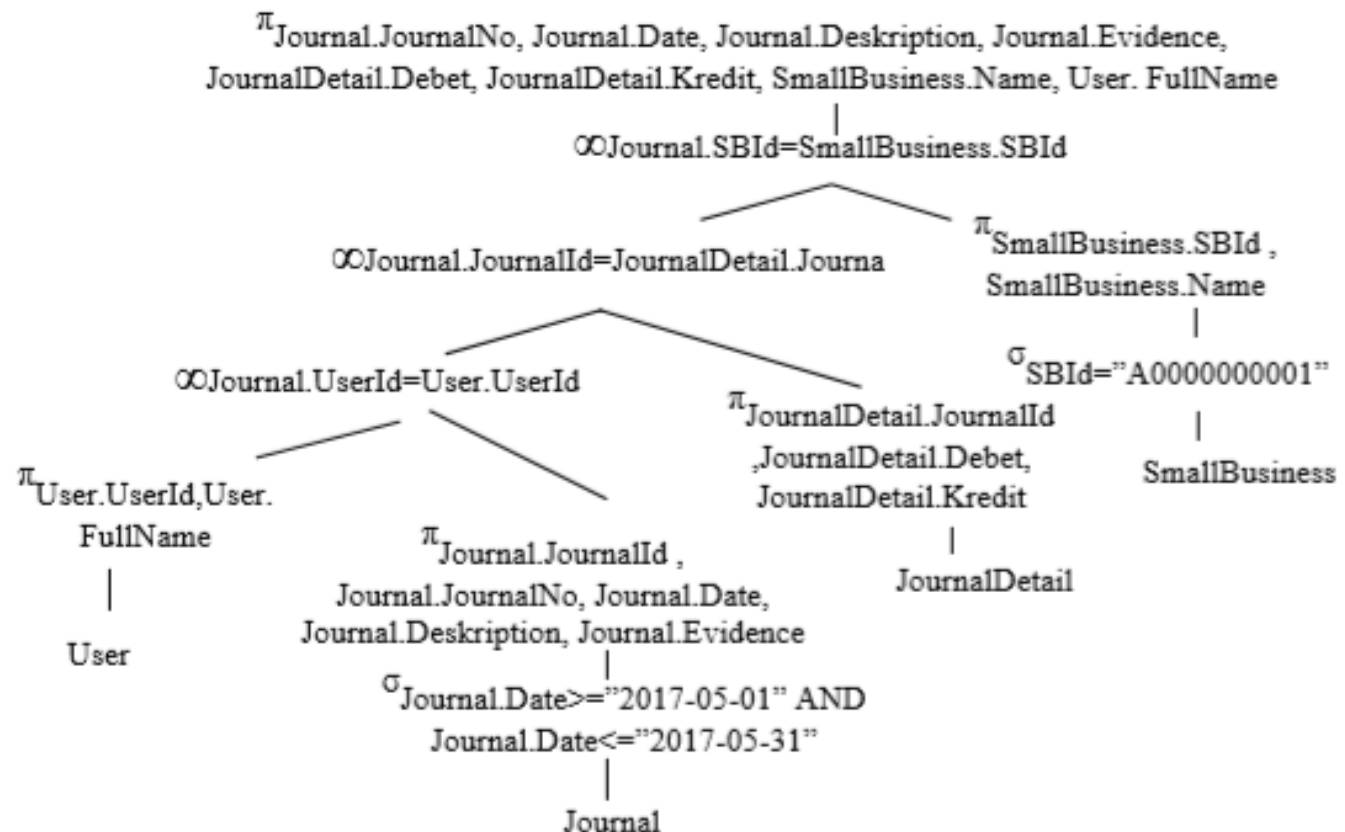 πJournal.JournalNo, Journal.Date, Journal.Deskription, Journal.Evidence,
JournalDetail.Debet, JournalDetail.Kredit, SmallBusiness.Name, User. FullName
∞Journal.SBId=SmallBusiness.SBId
∞Journal.JournalId=JournalDetail.Journa
πSmallBusiness.SBId ,
SmallBusiness.Name
σSBId=”A0000000001”
SmallBusiness
∞Journal.UserId=User.UserId
πJournalDetail.JournalId
,JournalDetail.Debet,
JournalDetail.Kredit
JournalDetail
πUser.UserId,User.
FullName
User
πJournal.JournalId ,
Journal.JournalNo, Journal.Date,
Journal.Deskription, Journal.Evidence
σJournal.Date>=”2017-05-01” AND
Journal.Date<=”2017-05-31”
Journal